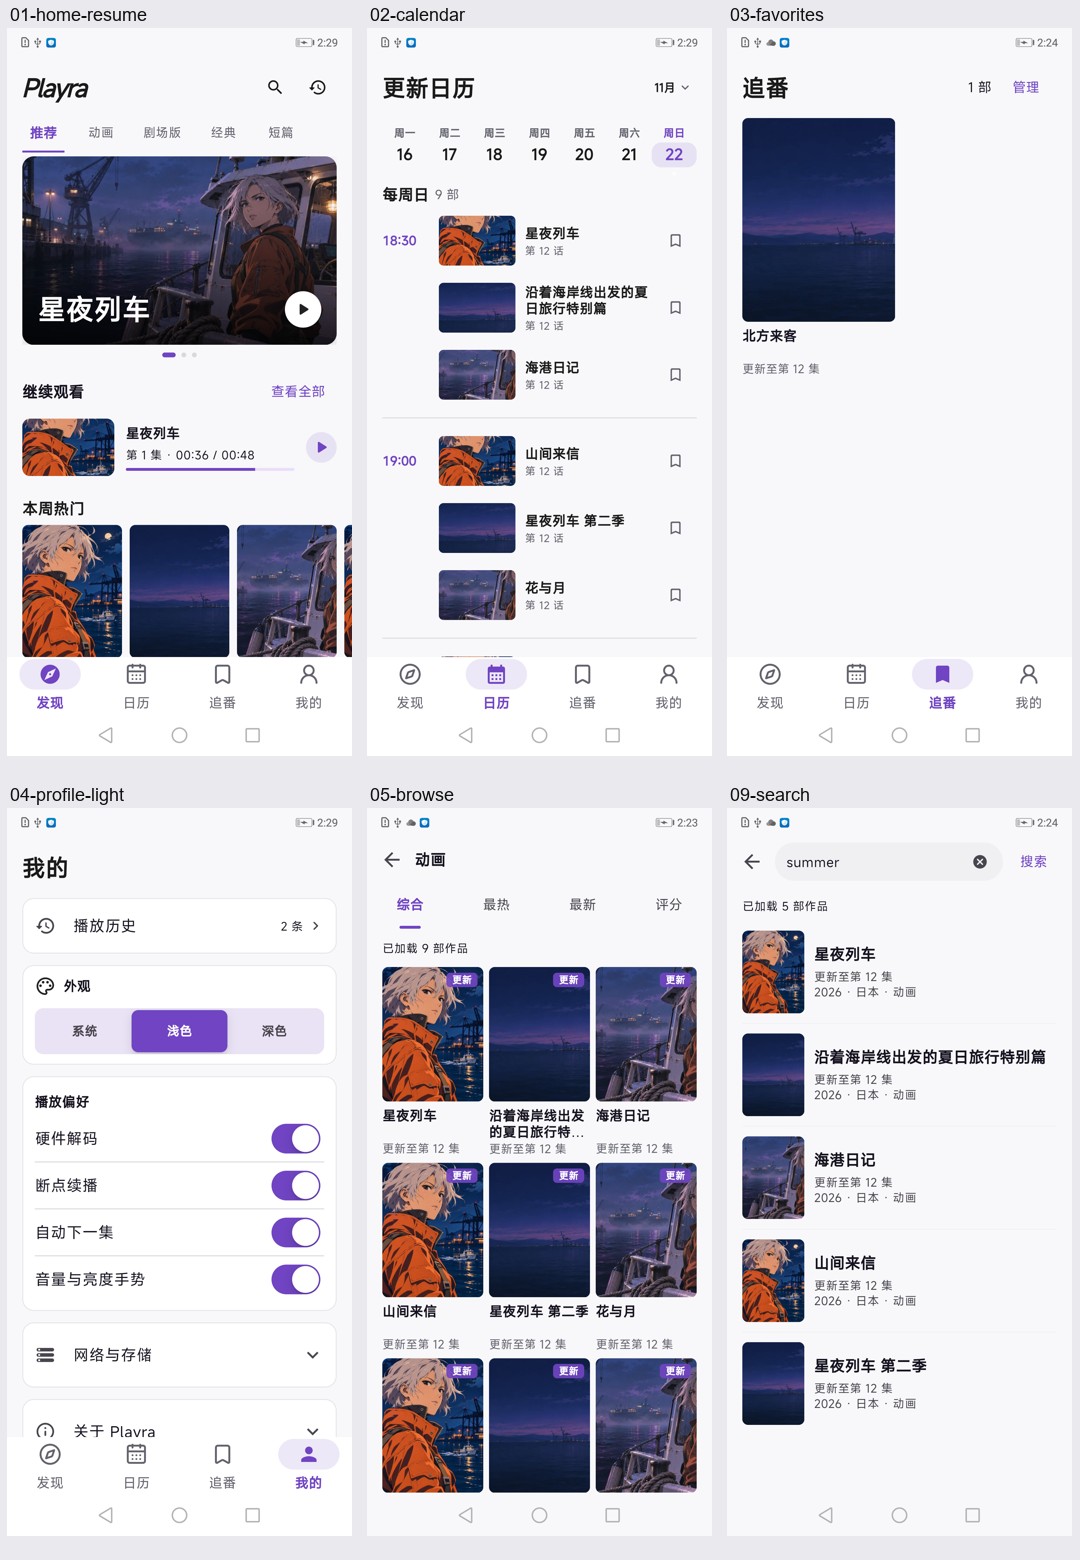 01-home-resume
2:29
Playra
推荐 动画 剧场版 经典 短篇
星夜列车
继续观看 查看全部
星夜列车
第 1 集 · 00:36 / 00:48
本周热门
发现 日历 追番 我的
02-calendar
2:29
更新日历 11月
周一 周二 周三 周四 周五 周六 周日
16 17 18 19 20 21 22
每周日 9 部
18:30
星夜列车
第 12 话
沿着海岸线出发的夏
日旅行特别篇
第 12 话
海港日记
第 12 话
19:00
山间来信
第 12 话
星夜列车 第二季
第 12 话
花与月
第 12 话
发现 日历 追番 我的
03-favorites
2:24
追番 1 部 管理
北方来客
更新至第 12 集
发现 日历 追番 我的
04-profile-light
2:29
我的
播放历史 2 条
外观
系统 浅色 深色
播放偏好
硬件解码
断点续播
自动下一集
音量与亮度手势
网络与存储
关于 Playra
发现 日历 追番 我的
05-browse
2:23
动画
综合 最热 最新 评分
已加载 9 部作品
更新 更新 更新
星夜列车 沿着海岸线出发 海港日记
的夏日旅行特...
更新至第 12 集 更新至第 12 集 更新至第 12 集
更新 更新 更新
山间来信 星夜列车 第二季 花与月
更新至第 12 集 更新至第 12 集 更新至第 12 集
更新 更新 更新
09-search
2:24
summer 搜索
已加载 5 部作品
星夜列车
更新至第 12 集
2026 · 日本 · 动画
沿着海岸线出发的夏日旅行特别篇
更新至第 12 集
2026 · 日本 · 动画
海港日记
更新至第 12 集
2026 · 日本 · 动画
山间来信
更新至第 12 集
2026 · 日本 · 动画
星夜列车 第二季
更新至第 12 集
2026 · 日本 · 动画